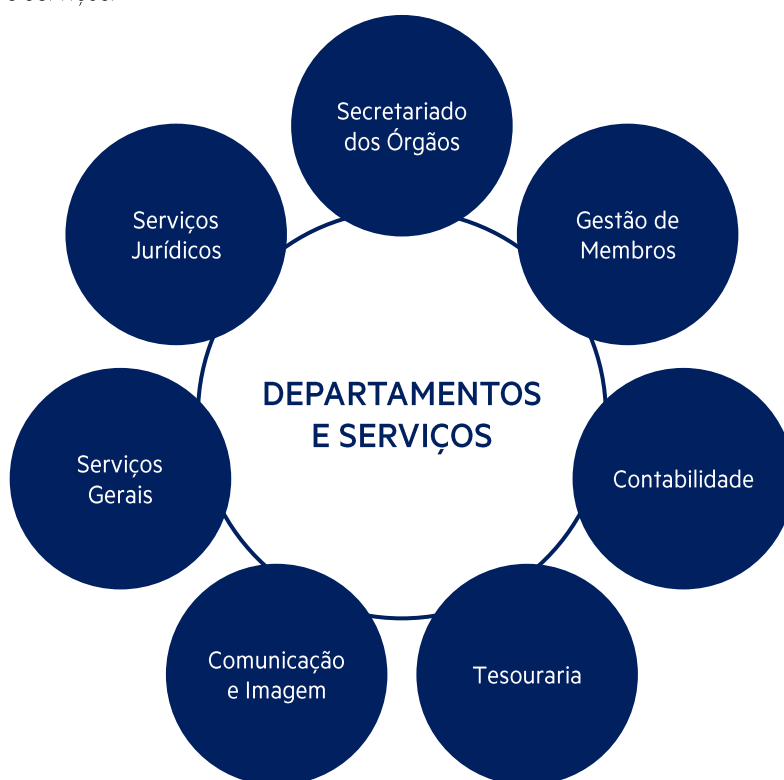 Secretariado
dos Órgãos
Gestão de
Membros
Contabilidade
Tesouraria
Comunicação
e Imagem
Serviços
Gerais
Serviços
Jurídicos
DEPARTAMENTOS
E SERVIÇOS